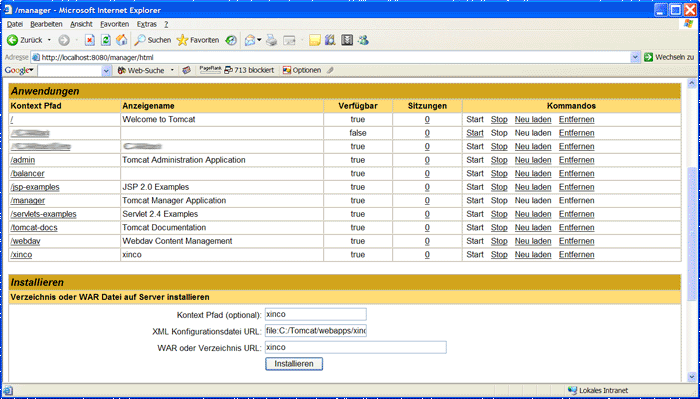 /manager - Microsoft Internet Explorer
Datei Bearbeiten Ansicht Favoriten Extras ?
Zurück Suchen Favoriten
Adresse http://localhost:8080/manager/html Wechseln zu
Google Web-Suche PageRank 713 blockiert Optionen
Anwendungen
Kontext Pfad Anzeigename Verfügbar Sitzungen Kommandos
/ Welcome to Tomcat true 0 Start Stop Neu laden Entfernen
false 0 Start Stop Neu laden Entfernen
true 0 Start Stop Neu laden Entfernen
/admin Tomcat Administration Application true 0 Start Stop Neu laden Entfernen
/balancer true 0 Start Stop Neu laden Entfernen
/jsp-examples JSP 2.0 Examples true 0 Start Stop Neu laden Entfernen
/manager Tomcat Manager Application true 0 Start Stop Neu laden Entfernen
/servlets-examples Servlet 2.4 Examples true 0 Start Stop Neu laden Entfernen
/tomcat-docs Tomcat Documentation true 0 Start Stop Neu laden Entfernen
/webdav Webdav Content Management true 0 Start Stop Neu laden Entfernen
/xinco xinco true 0 Start Stop Neu laden Entfernen
Installieren
Verzeichnis oder WAR Datei auf Server installieren
Kontext Pfad (optional): xinco
XML Konfigurationsdatei URL: file:C:/Tomcat/webapps/xinc
WAR oder Verzeichnis URL: xinco
Installieren
Lokales Intranet